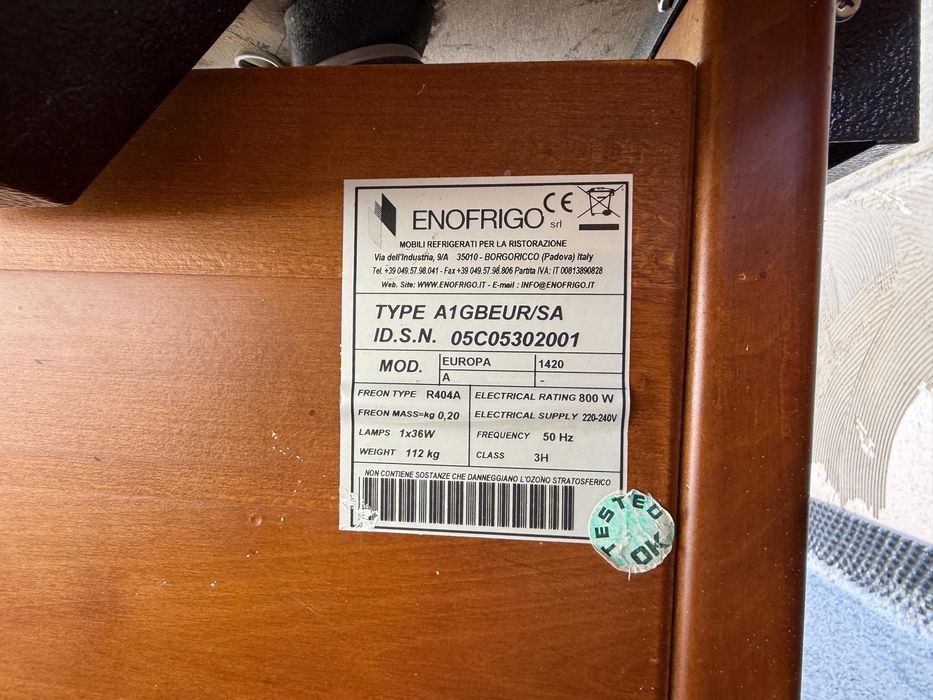 ENOFRIGO srl CE
MOBILI REFRIGERATI PER LA RISTORAZIONE
Via dell'Industria, 9/A 35010 - BORGORICCO (Padova) Italy
Tel. +39 049.57.98.041 - Fax +39 049.57.98.806 Partita IVA: IT 00813890828
Web. Site: WWW.ENOFRIGO.IT - E-mail : INFO@ENOFRIGO.IT
TYPE A1GBEUR/SA
ID.S.N. 05C05302001
MOD. EUROPA 1420
A -
FREON TYPE R404A
FREON MASS=kg 0,20
LAMPS 1x36W
WEIGHT 112 kg
ELECTRICAL RATING 800 W
ELECTRICAL SUPPLY 220-240V
FREQUENCY 50 Hz
CLASS 3H
NON CONTIENE SOSTANZE CHE DANNEGGIANO L'OZONO STRATOSFERICO
TESTED
OK